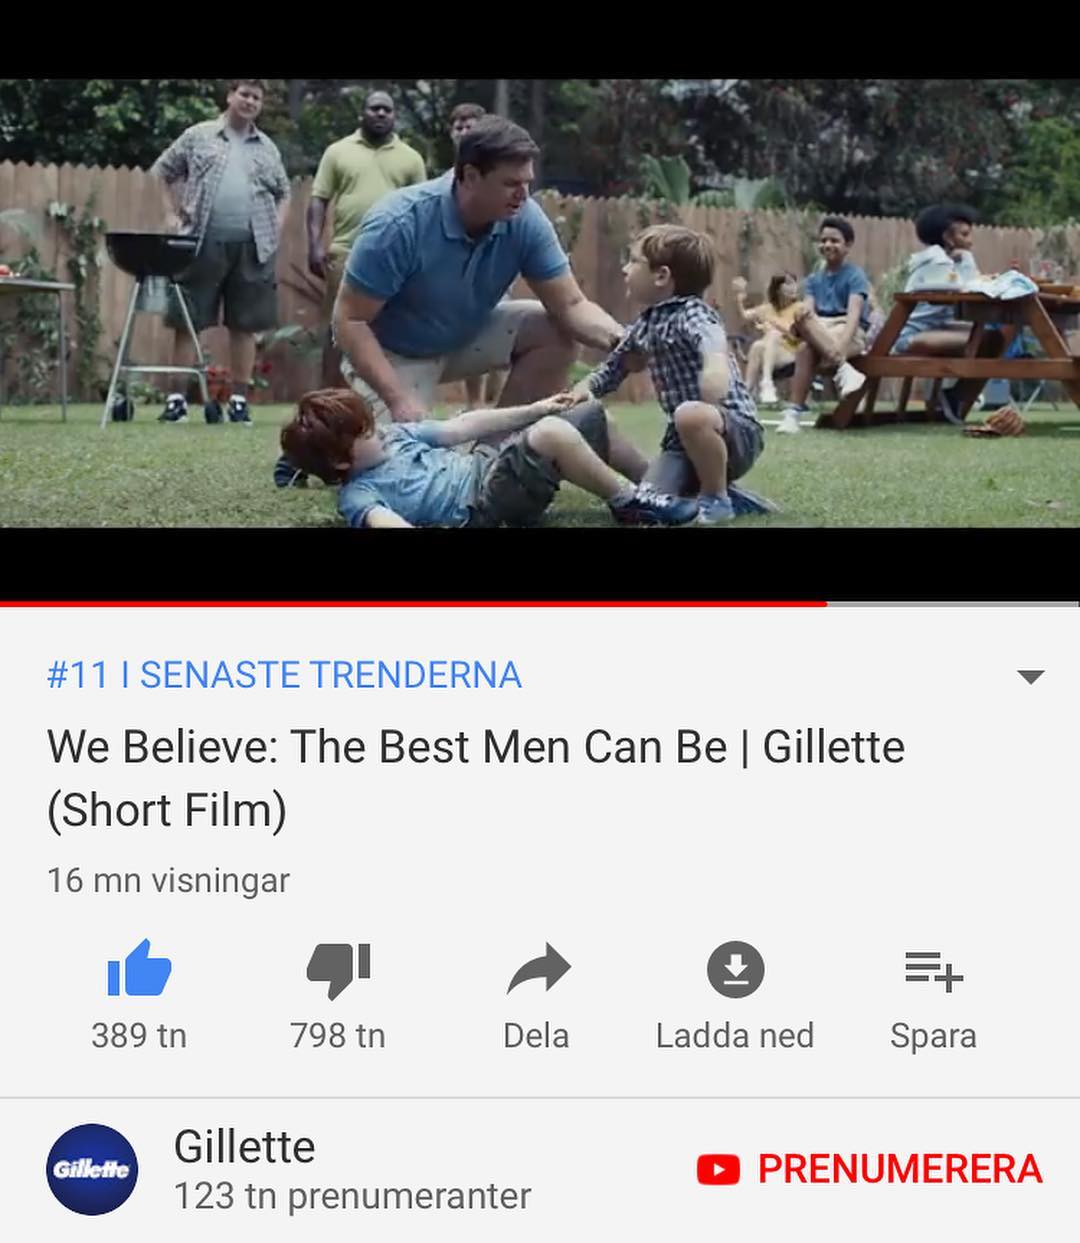 #11 I SENASTE TRENDERNA
We Believe: The Best Men Can Be | Gillette
(Short Film)
16 mn visningar
389 tn
798 tn
Dela
Ladda ned
Spara
Gillette
Gillette
123 tn prenumeranter
PRENUMERERA